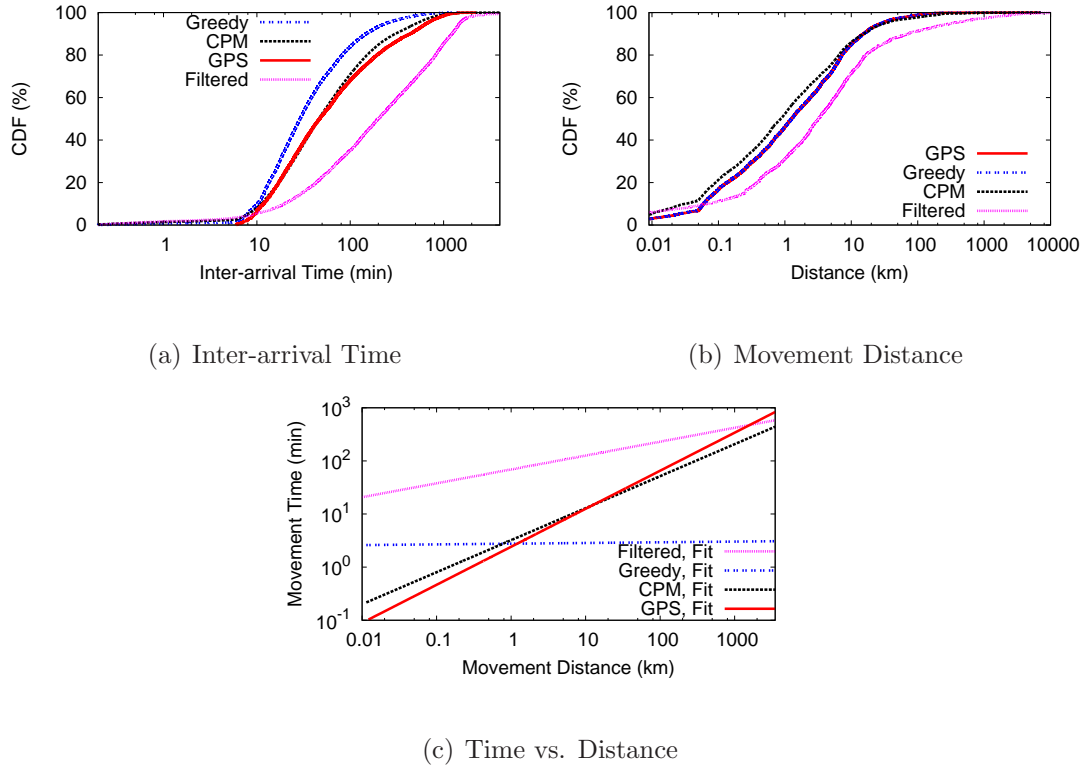 CDF (%)
100
80
60
40
20
0
1
10
100
1000
Inter-arrival Time (min)
Greedy
CPM
GPS
Filtered
(a) Inter-arrival Time
CDF (%)
100
80
60
40
20
0
0.01
0.1
1
10
100
1000
10000
Distance (km)
GPS
Greedy
CPM
Filtered
(b) Movement Distance
Movement Time (min)
10^3
10^2
10^1
10^0
10^-1
0.01
0.1
1
10
100
1000
Movement Distance (km)
Filtered, Fit
Greedy, Fit
CPM, Fit
GPS, Fit
(c) Time vs. Distance